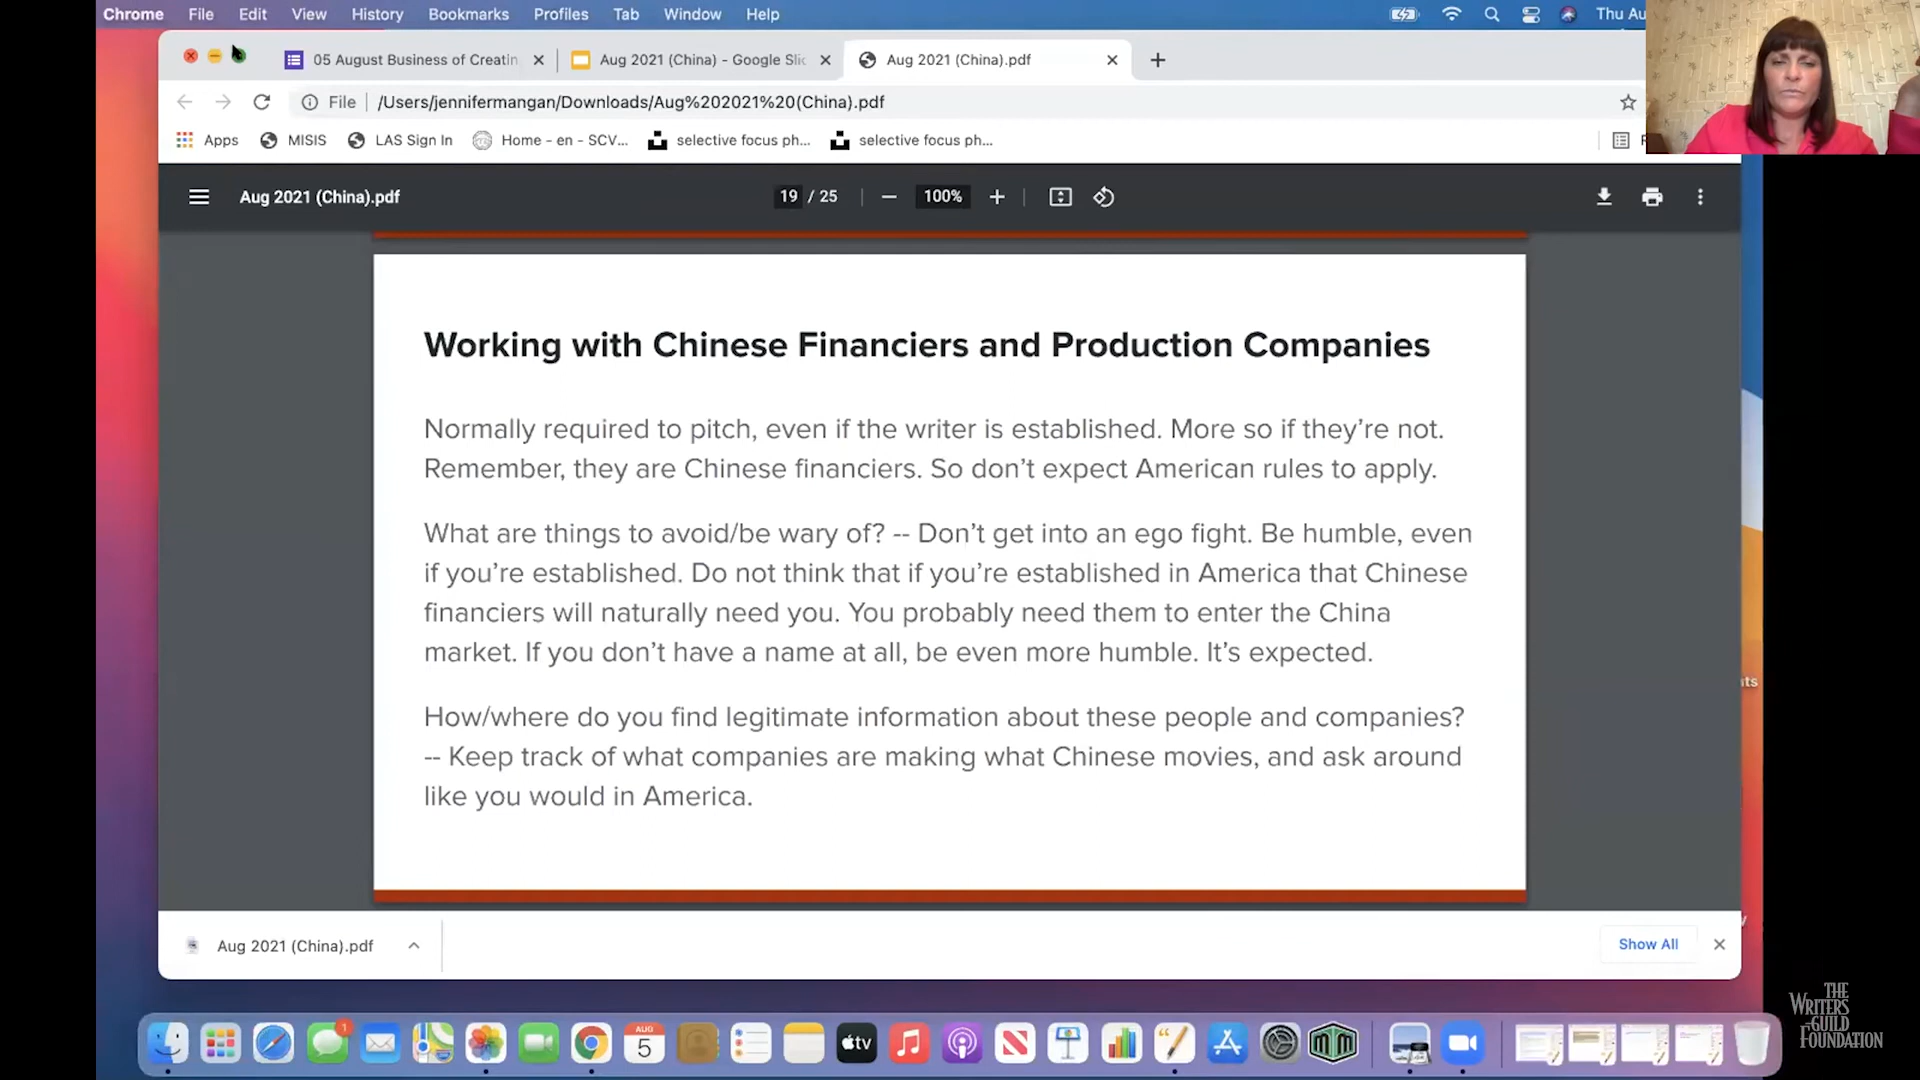 Chrome File Edit View History Bookmarks Profiles Tab Window Help Thu Au
05 August Business of Creatin Aug 2021 (China) - Google Slic Aug 2021 (China).pdf
File /Users/jennifermangan/Downloads/Aug%202021%20(China).pdf
Apps MISIS LAS Sign In Home - en - SCV... selective focus ph... selective focus ph...
Aug 2021 (China).pdf 19 / 25 100%
Working with Chinese Financiers and Production Companies
Normally required to pitch, even if the writer is established. More so if they’re not.
Remember, they are Chinese financiers. So don’t expect American rules to apply.
What are things to avoid/be wary of? -- Don’t get into an ego fight. Be humble, even
if you’re established. Do not think that if you’re established in America that Chinese
financiers will naturally need you. You probably need them to enter the China
market. If you don’t have a name at all, be even more humble. It’s expected.
How/where do you find legitimate information about these people and companies?
-- Keep track of what companies are making what Chinese movies, and ask around
like you would in America.
nts
Aug 2021 (China).pdf Show All
1 AUG
5 tv
THE
WRITERS
GUILD
FOUNDATION